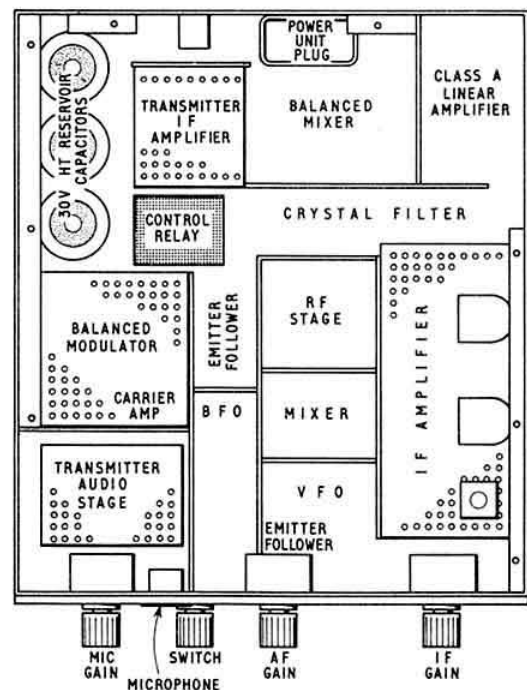 POWER
UNIT
PLUG
CLASS A
LINEAR
AMPLIFIER
30V HT RESERVOIR
CAPACITORS
TRANSMITTER
IF
AMPLIFIER
BALANCED
MIXER
CONTROL
RELAY
CRYSTAL FILTER
BALANCED
MODULATOR
CARRIER
AMP
EMITTER
FOLLOWER
RF
STAGE
IF AMPLIFIER
BFO
MIXER
TRANSMITTER
AUDIO
STAGE
VFO
EMITTER
FOLLOWER
MIC
GAIN
SWITCH
AF
GAIN
IF
GAIN
MICROPHONE